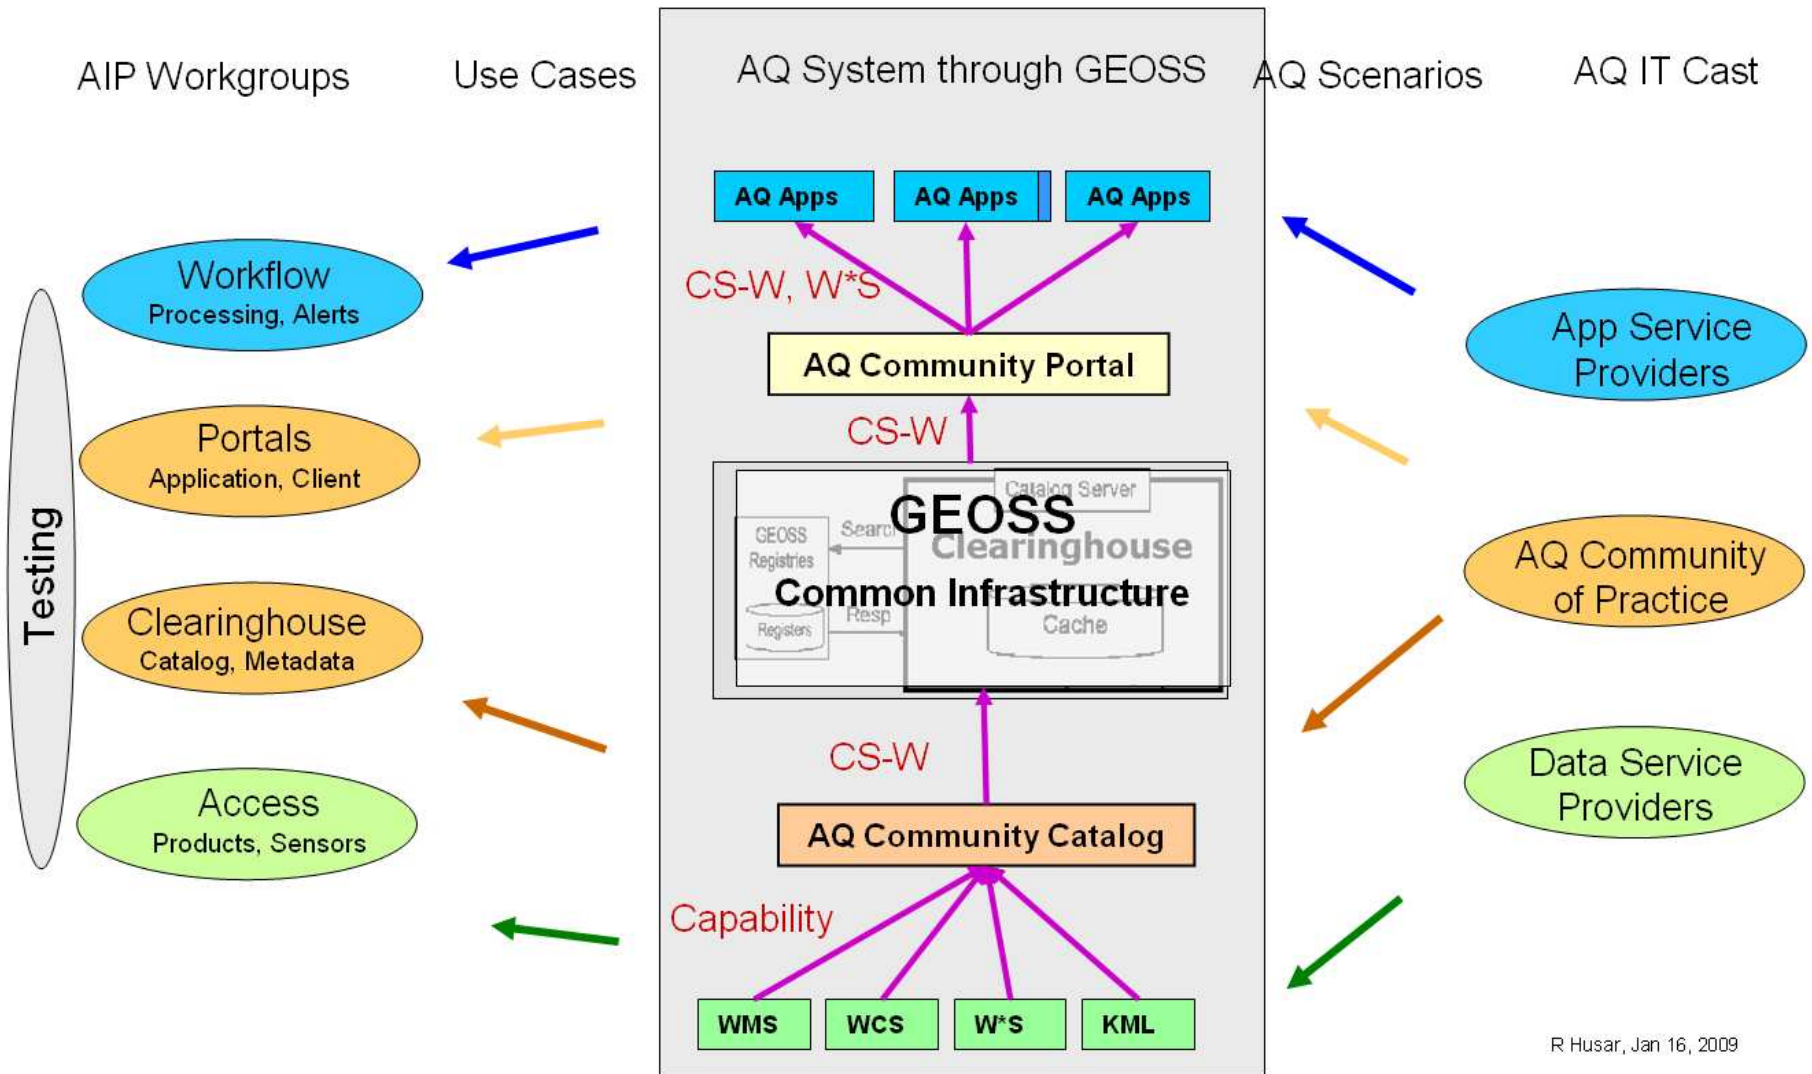 AIP Workgroups
Use Cases
AQ System through GEOSS
AQ Scenarios
AQ IT Cast
AQ Apps
AQ Apps
AQ Apps
CS-W, W*S
Workflow
Processing, Alerts
App Service
Providers
AQ Community Portal
CS-W
Portals
Application, Client
Testing
Catalog Server
GEOSS
GEOSS
Registries
Search
Clearinghouse
Common Infrastructure
Registers
Resp
Cache
AQ Community
of Practice
Clearinghouse
Catalog, Metadata
CS-W
Data Service
Providers
Access
Products, Sensors
AQ Community Catalog
Capability
WMS
WCS
W*S
KML
R Husar, Jan 16, 2009